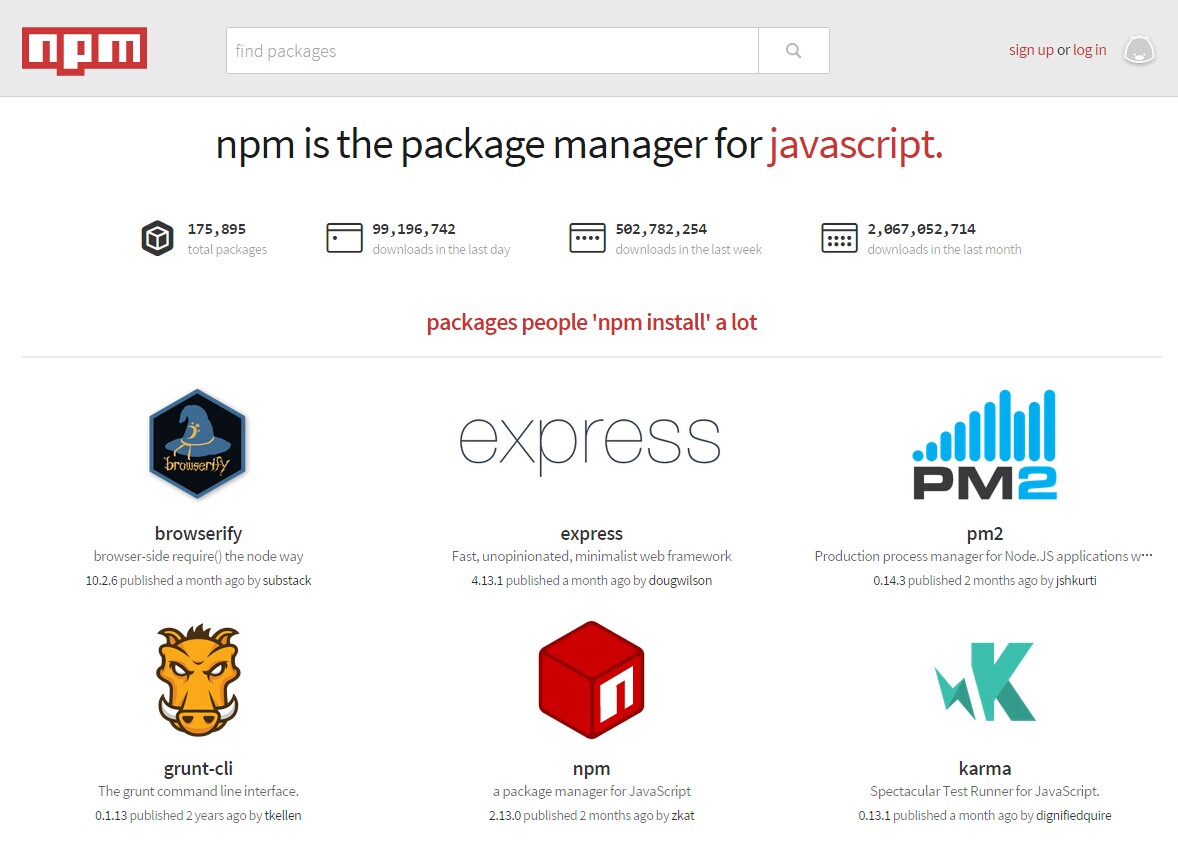 npm
find packages
sign up or log in
npm is the package manager for javascript.
175,895
total packages
99,196,742
downloads in the last day
502,782,254
downloads in the last week
2,067,052,714
downloads in the last month
packages people 'npm install' a lot
browserify
express
PM2
browserify
browser-side require() the node way
10.2.6 published a month ago by substack
express
Fast, unopinionated, minimalist web framework
4.13.1 published a month ago by dougwilson
pm2
Production process manager for Node.JS applications w···
0.14.3 published 2 months ago by jshkurti
n
K
grunt-cli
The grunt command line interface.
0.1.13 published 2 years ago by tkellen
npm
a package manager for JavaScript
2.13.0 published 2 months ago by zkat
karma
Spectacular Test Runner for JavaScript.
0.13.1 published a month ago by dignifiedquire